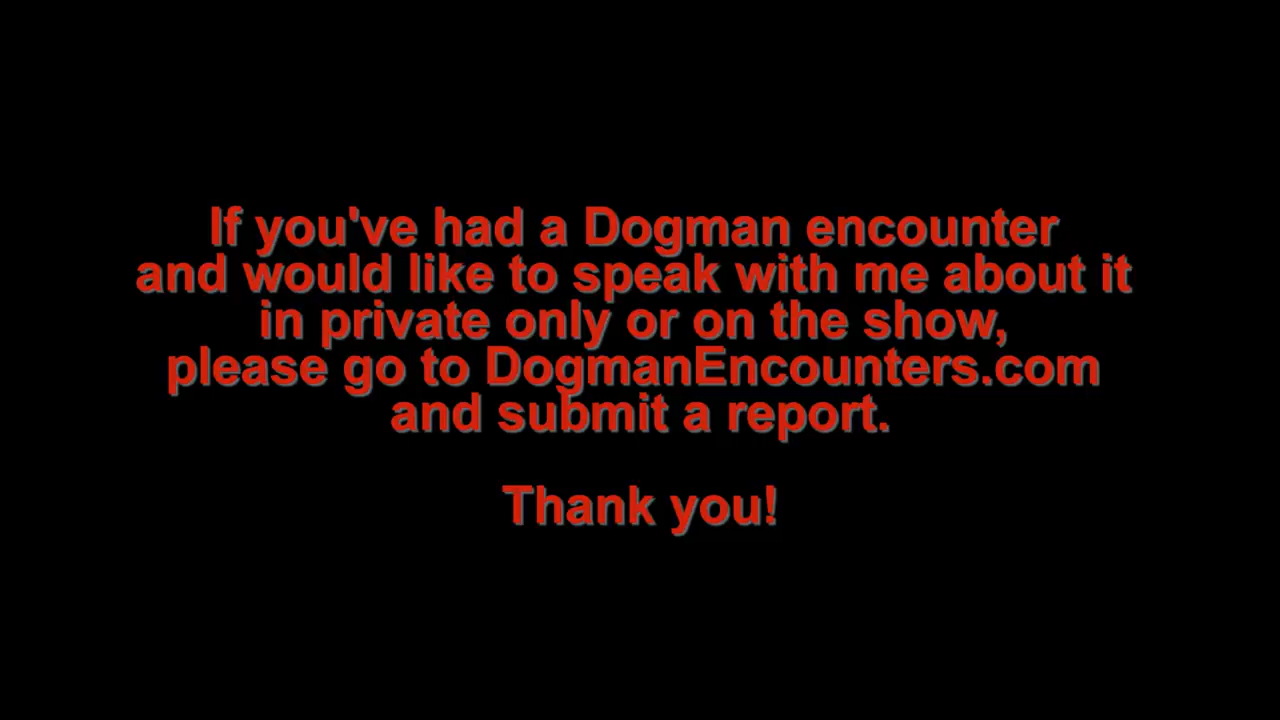 If you've had a Dogman encounter
and would like to speak with me about it
in private only or on the show,
please go to DogmanEncounters.com
and submit a report.
Thank you!